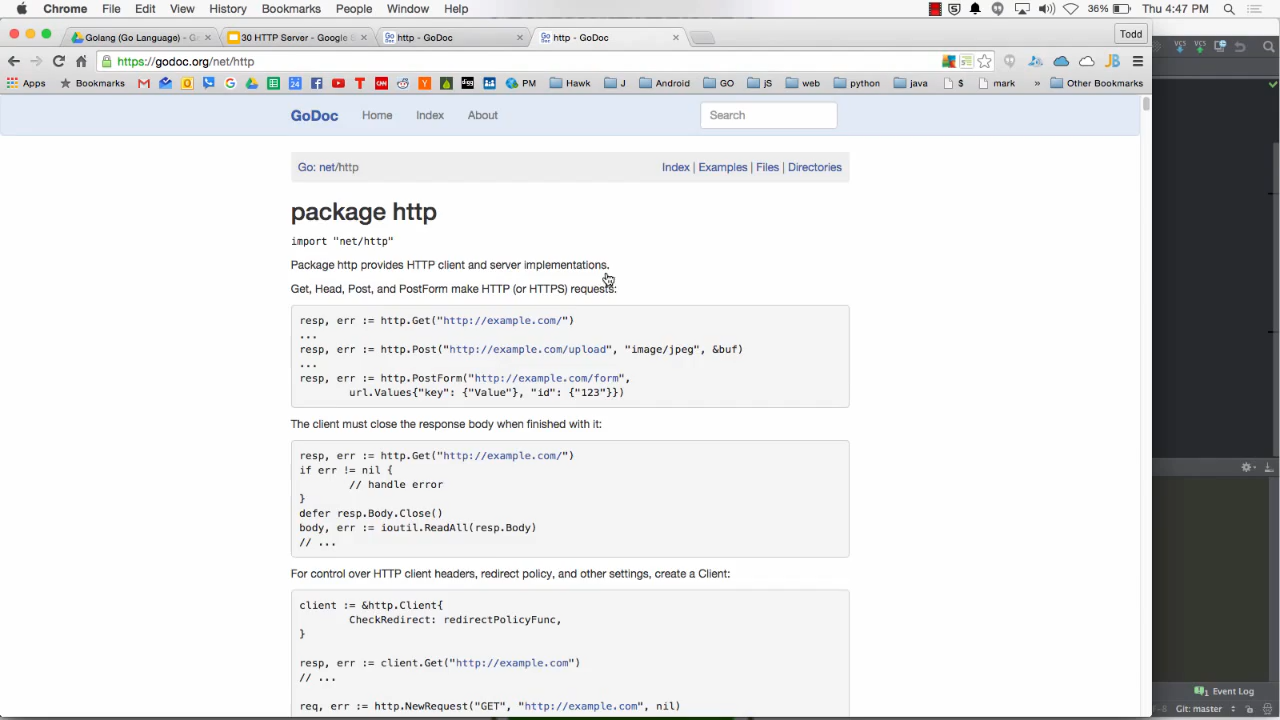 Chrome File Edit View History Bookmarks People Window Help 36% Thu 4:47 PM
Golang (Go Language) - G 30 HTTP Server - Google http - GoDoc http - GoDoc Todd
https://godoc.org/net/http
Apps Bookmarks PM Hawk J Android GO jS web python java $ mark » Other Bookmarks
GoDoc Home Index About Search
Go: net/http Index | Examples | Files | Directories
package http
import "net/http"
Package http provides HTTP client and server implementations.
Get, Head, Post, and PostForm make HTTP (or HTTPS) requests:
resp, err := http.Get("http://example.com/")
...
resp, err := http.Post("http://example.com/upload", "image/jpeg", &buf)
...
resp, err := http.PostForm("http://example.com/form",
url.Values{"key": {"Value"}, "id": {"123"}})
The client must close the response body when finished with it:
resp, err := http.Get("http://example.com/")
if err != nil {
// handle error
}
defer resp.Body.Close()
body, err := ioutil.ReadAll(resp.Body)
// ...
For control over HTTP client headers, redirect policy, and other settings, create a Client:
client := &http.Client{
CheckRedirect: redirectPolicyFunc,
}
resp, err := client.Get("http://example.com")
// ...
req, err := http.NewRequest("GET", "http://example.com", nil)
1 Event Log
Git: master